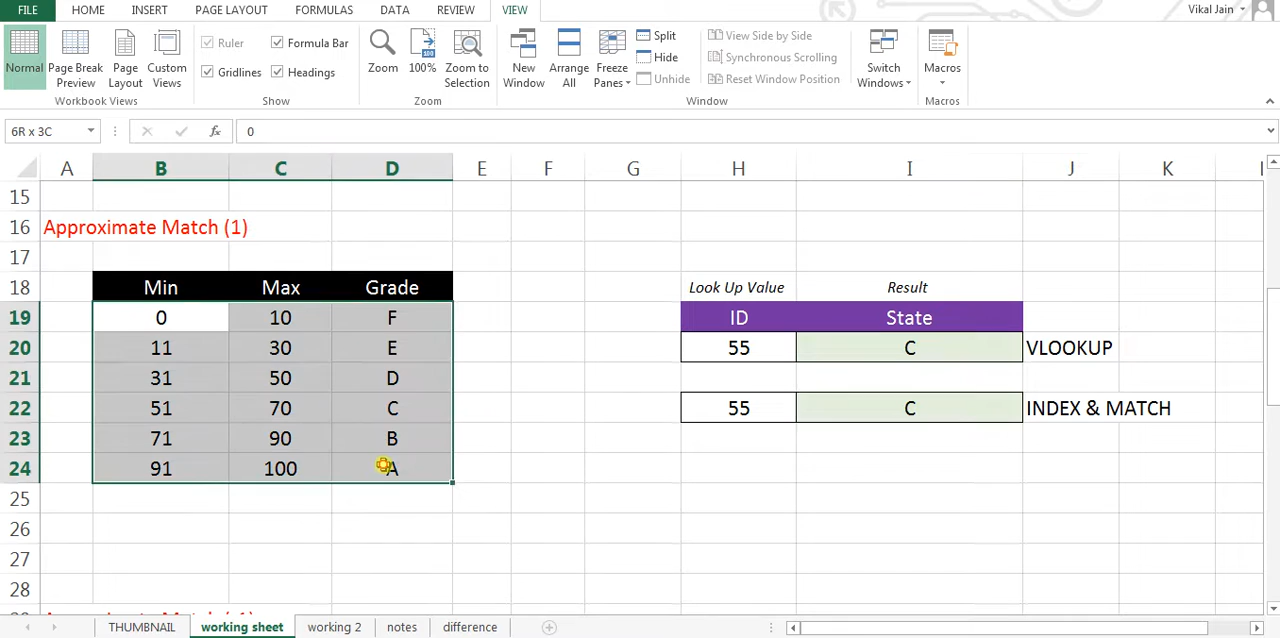 FILE HOME INSERT PAGE LAYOUT FORMULAS DATA REVIEW VIEW Vikal Jain
Normal Page Break Preview Page Layout Custom Views
Workbook Views
Ruler Formula Bar
Gridlines Headings
Show
Zoom 100% Zoom to Selection
Zoom
New Window Arrange All Freeze Panes
Split
Hide
Unhide
View Side by Side
Synchronous Scrolling
Reset Window Position
Switch Windows
Window
Macros
Macros
6R x 3C fx 0
A B C D E F G H I J K
15
16 Approximate Match (1)
17
18 Min Max Grade Look Up Value Result
19 0 10 F ID State
20 11 30 E 55 C VLOOKUP
21 31 50 D
22 51 70 C 55 C INDEX & MATCH
23 71 90 B
24 91 100 A
25
26
27
28
THUMBNAIL working sheet working 2 notes difference